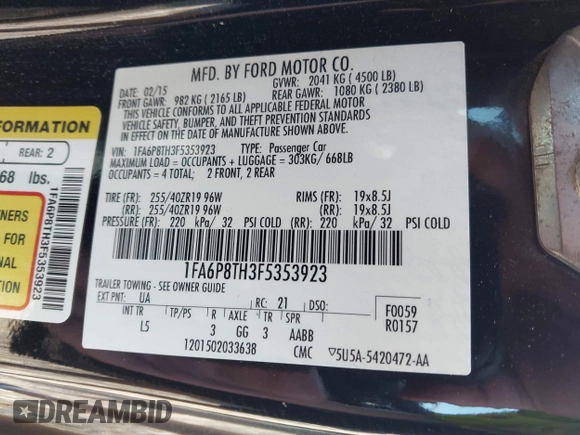 MFD. BY FORD MOTOR CO.
DATE: 02/15 GVWR: 2041 KG ( 4500 LB)
FRONT GAWR: 982 KG ( 2165 LB) REAR GAWR: 1080 KG ( 2380 LB)
THIS VEHICLE CONFORMS TO ALL APPLICABLE FEDERAL MOTOR
VEHICLE SAFETY, BUMPER, AND THEFT PREVENTION STANDARDS
IN EFFECT ON THE DATE OF MANUFACTURE SHOWN ABOVE.
VIN: 1FA6P8TH3F5353923 TYPE: Passenger Car
MAXIMUM LOAD = OCCUPANTS + LUGGAGE = 303KG/ 668LB
OCCUPANTS = 4 TOTAL; 2 FRONT, 2 REAR
TIRE (FR): 255/40ZR19 96W RIMS (FR): 19x8.5J
(RR): 255/40ZR19 96W (RR): 19x8.5J
PRESSURE (FR): 220 kPa/ 32 PSI COLD (RR) 220 kPa/ 32 PSI COLD
1FA6P8TH3F5353923
TRAILER TOWING - SEE OWNER GUIDE
EXT PNT: UA RC: 21 DSO: F0059
INT TR TP/PS R AXLE TR SPR R0157
L5 3 GG 3 AABB
1201502033638 CMC ▽5U5A-5420472-AA
FORMATION
REAR: 2
68 lbs.
NERS
FOR
NAL
ION
1FA6P8TH3F5353923
DREAMBID